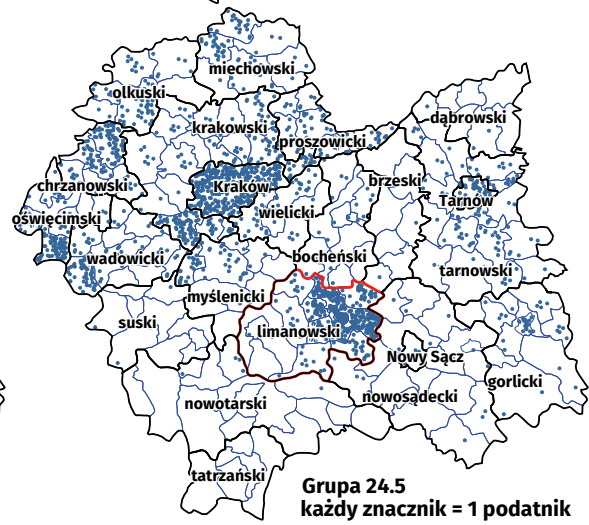 miechowski
olkuski
dąbrowski
krakowski
proszowicki
chrzanowski
Kraków
brzeski
Tarnów
oświęcimski
wielicki
wadowicki
bocheński
tarnowski
myślenicki
suski
limanowski
Nowy Sącz
gorlicki
nowotarski
nowosądecki
tatrzański
Grupa 24.5
każdy znacznik = 1 podatnik